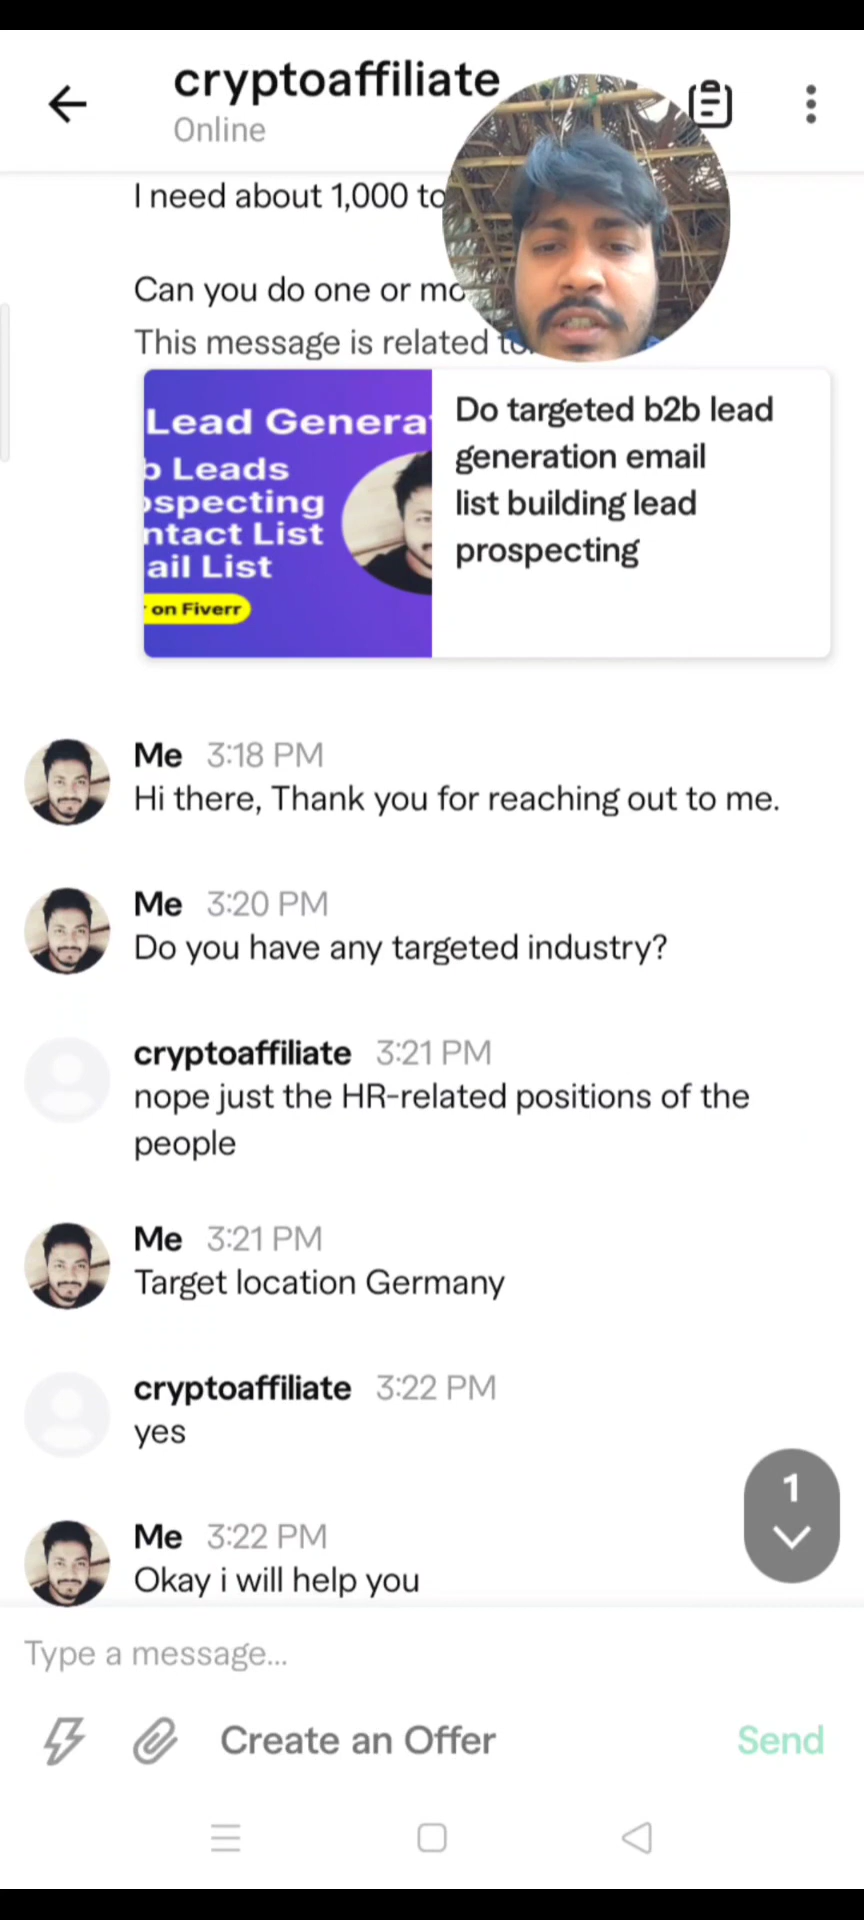 cryptoaffiliate
Online
I need about 1,000 to
Can you do one or mo
This message is related to
Lead Genera
b Leads
ospecting
ntact List
ail List
on Fiverr
Do targeted b2b lead
generation email
list building lead
prospecting
Me 3:18 PM
Hi there, Thank you for reaching out to me.
Me 3:20 PM
Do you have any targeted industry?
cryptoaffiliate 3:21 PM
nope just the HR-related positions of the
people
Me 3:21 PM
Target location Germany
cryptoaffiliate 3:22 PM
yes
1
Me 3:22 PM
Okay i will help you
Type a message...
Create an Offer Send